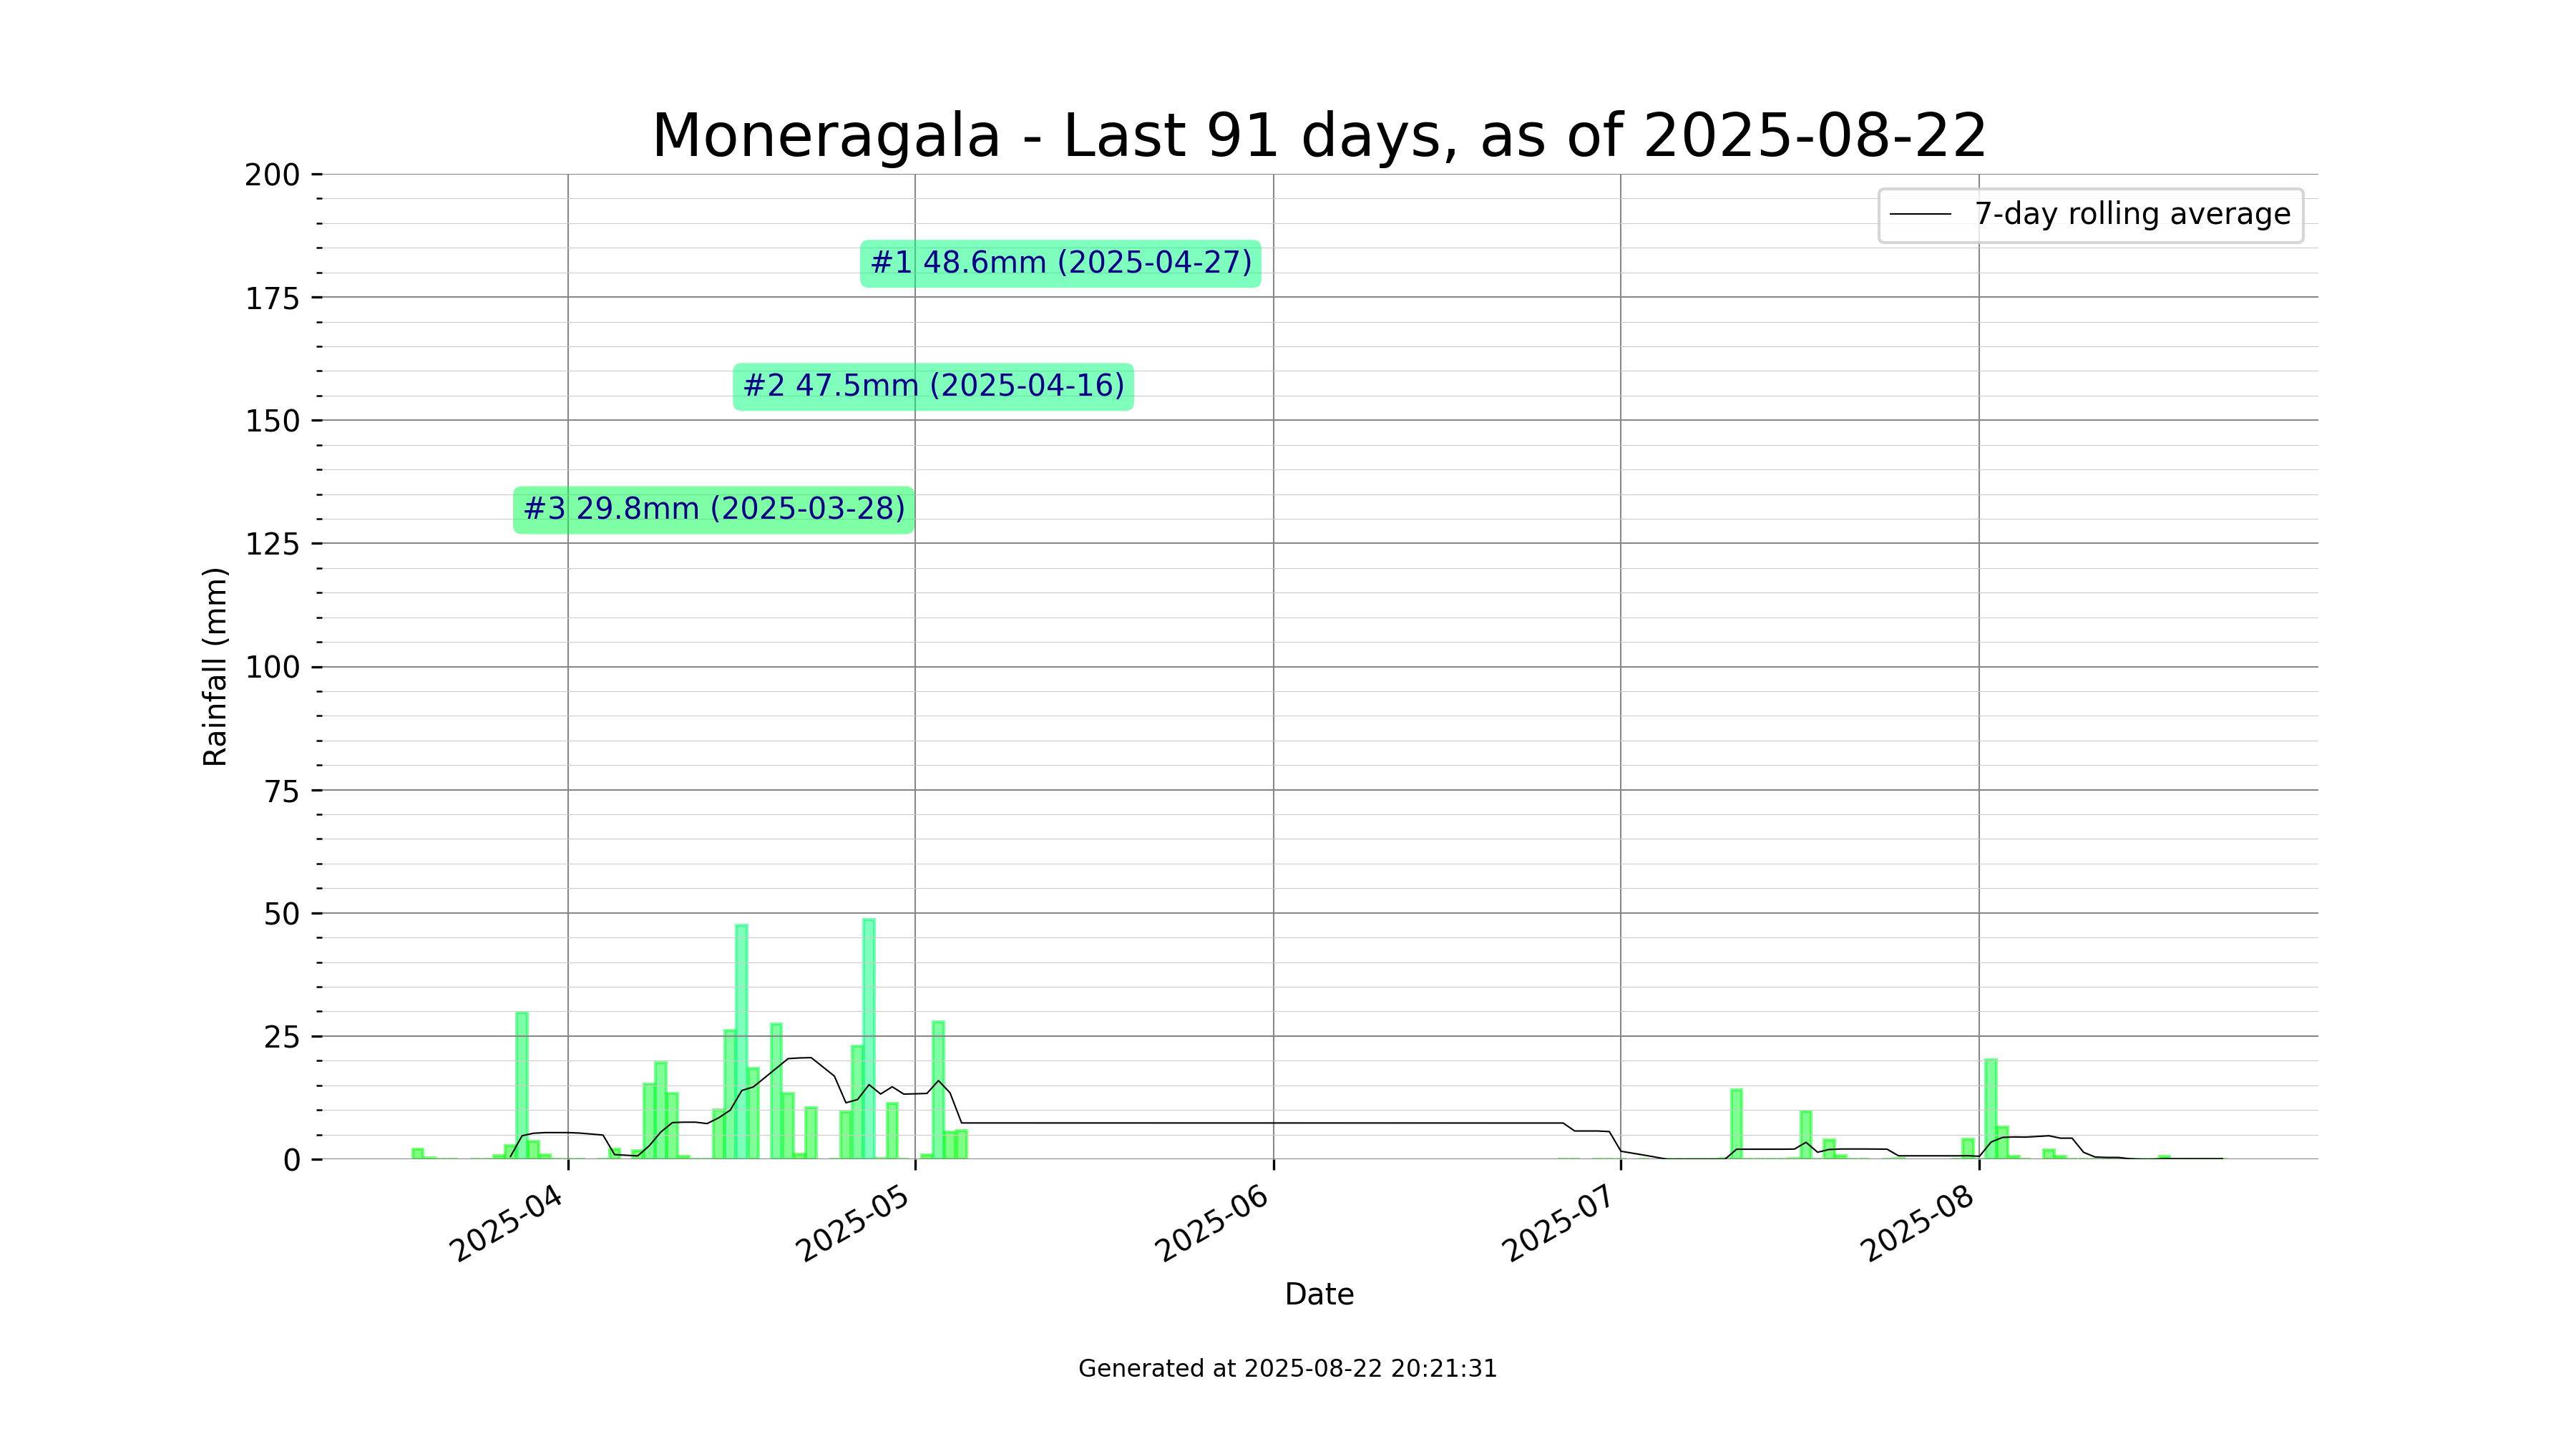 Moneragala - Last 91 days, as of 2025-08-22
7-day rolling average
#1 48.6mm (2025-04-27)
#2 47.5mm (2025-04-16)
#3 29.8mm (2025-03-28)
Rainfall (mm)
200
175
150
125
100
75
50
25
0
2025-04
2025-05
2025-06
2025-07
2025-08
Date
Generated at 2025-08-22 20:21:31